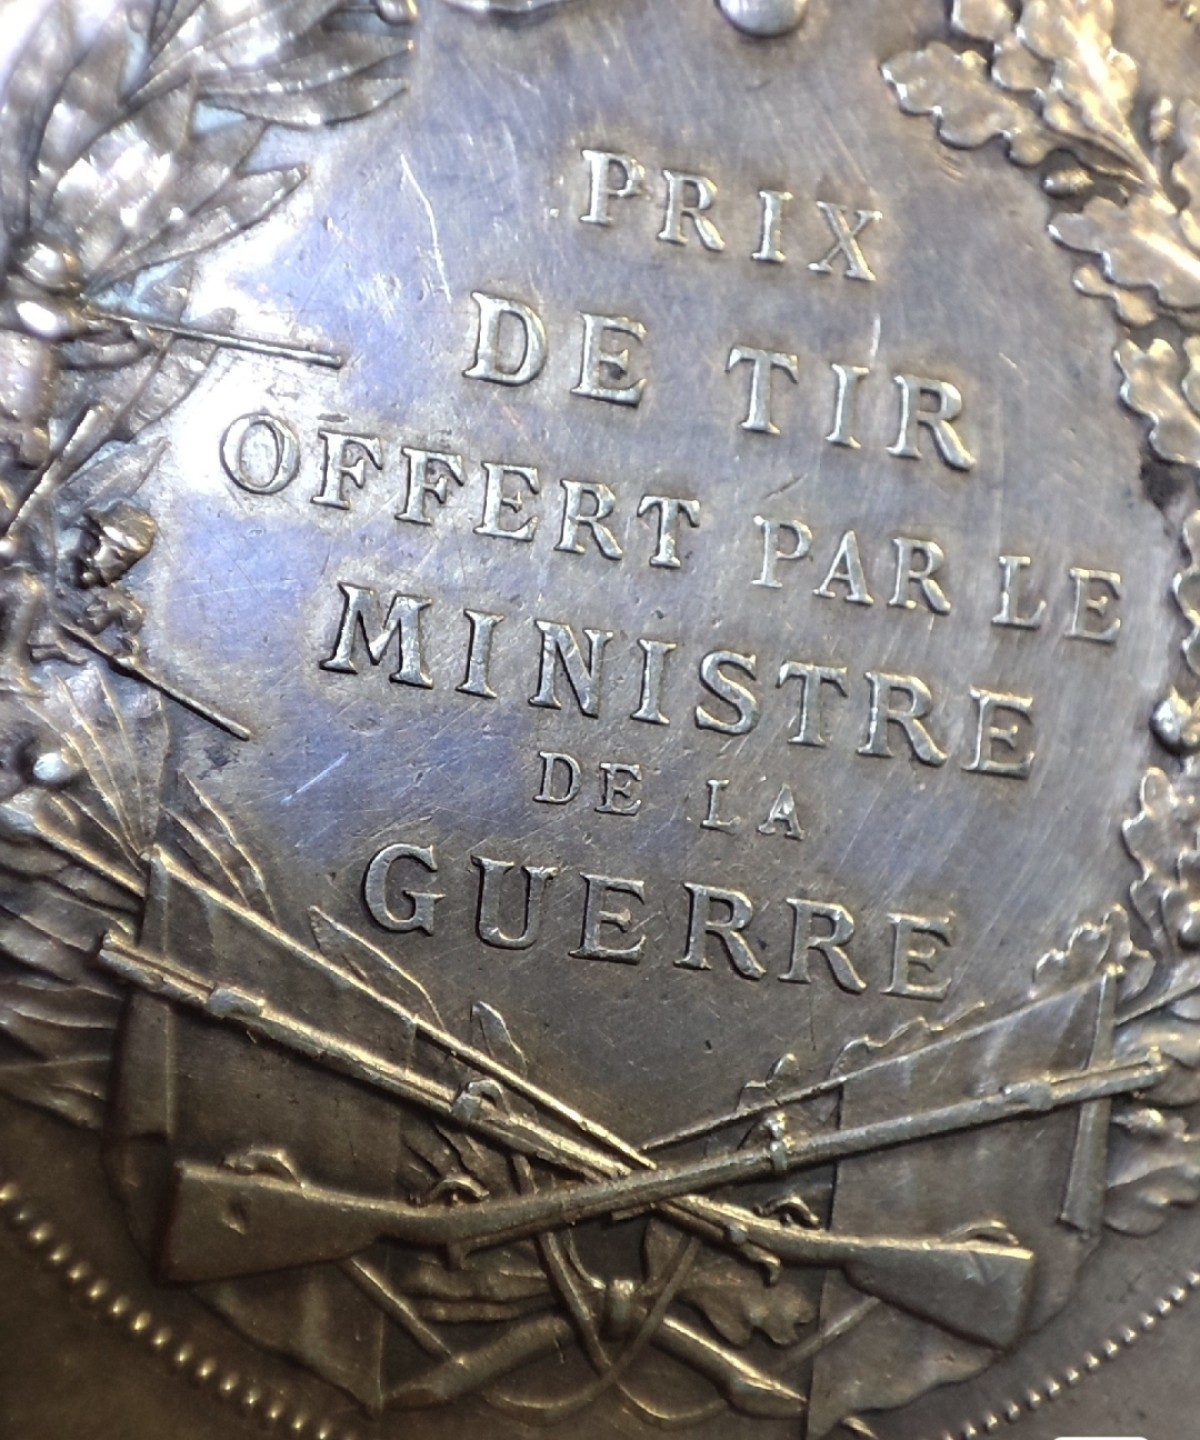 PRIX
DE TIR
OFFERT PAR LE
MINISTRE
DE LA
GUERRE